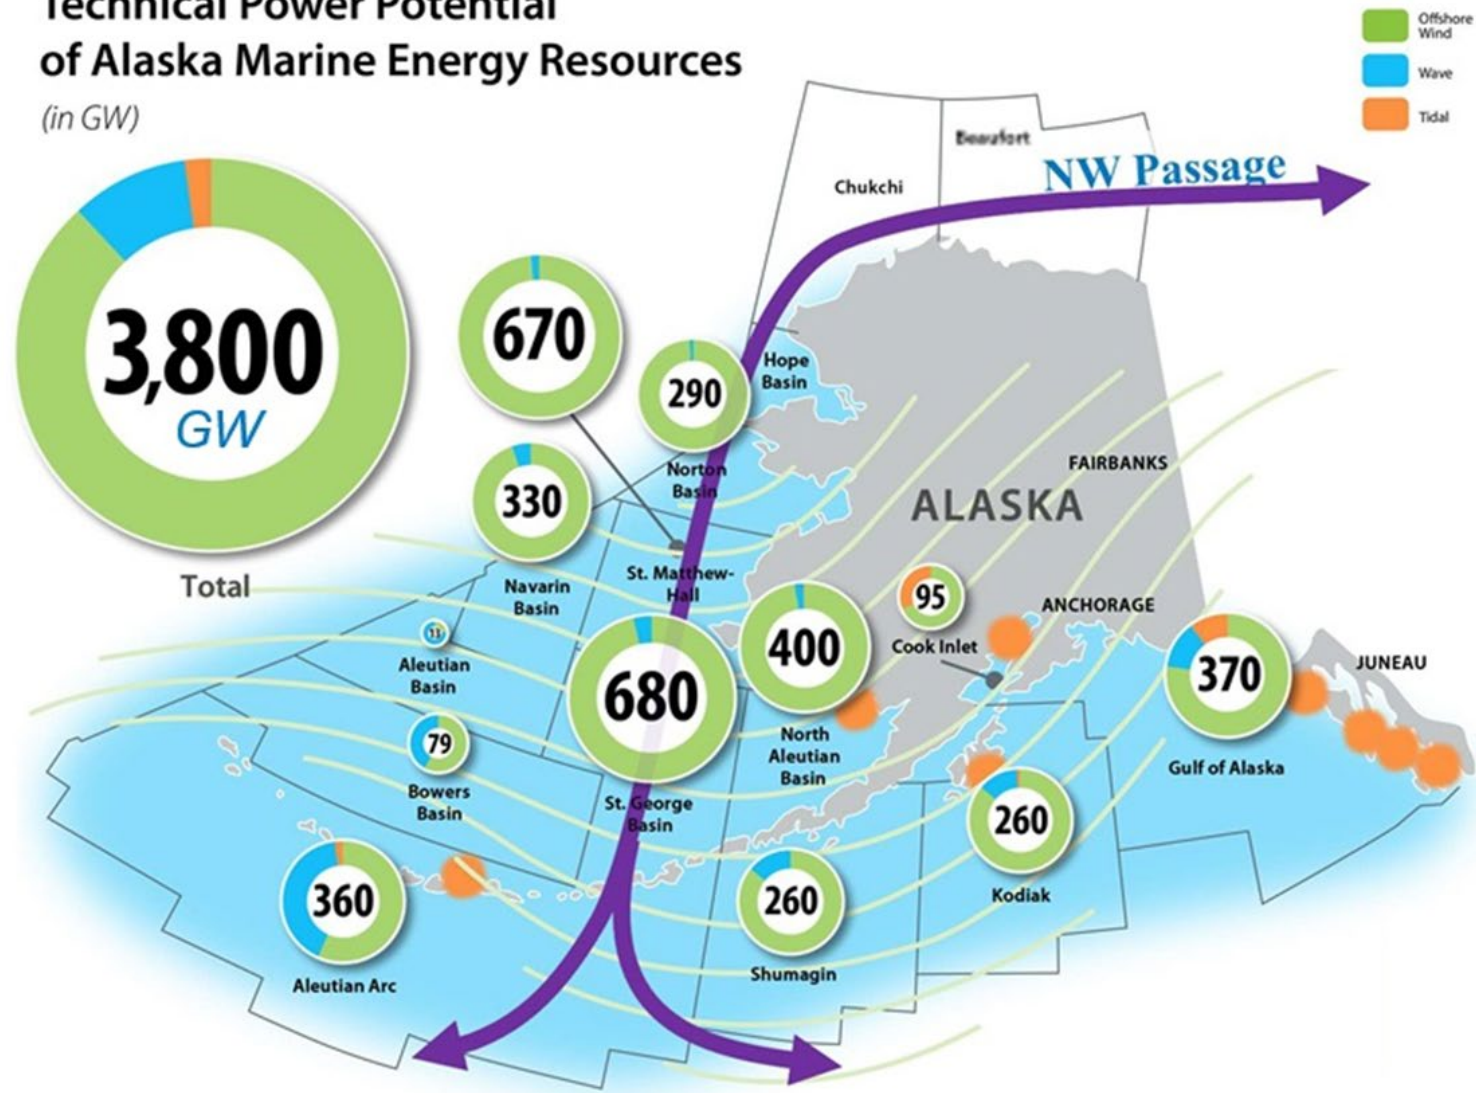 Technical Power Potential
of Alaska Marine Energy Resources
(in GW)
Offshore
Wind
Wave
Tidal
3,800
GW
Total
Chukchi
Beaufort
NW Passage
670
290
Hope
Basin
Norton
Basin
330
Navarin
Basin
St. Matthew-
Hall
FAIRBANKS
ALASKA
Aleutian
Basin
680
400
95
Cook Inlet
ANCHORAGE
370
JUNEAU
79
Bowers
Basin
St. George
Basin
North
Aleutian
Basin
Gulf of Alaska
360
Aleutian Arc
260
Shumagin
260
Kodiak